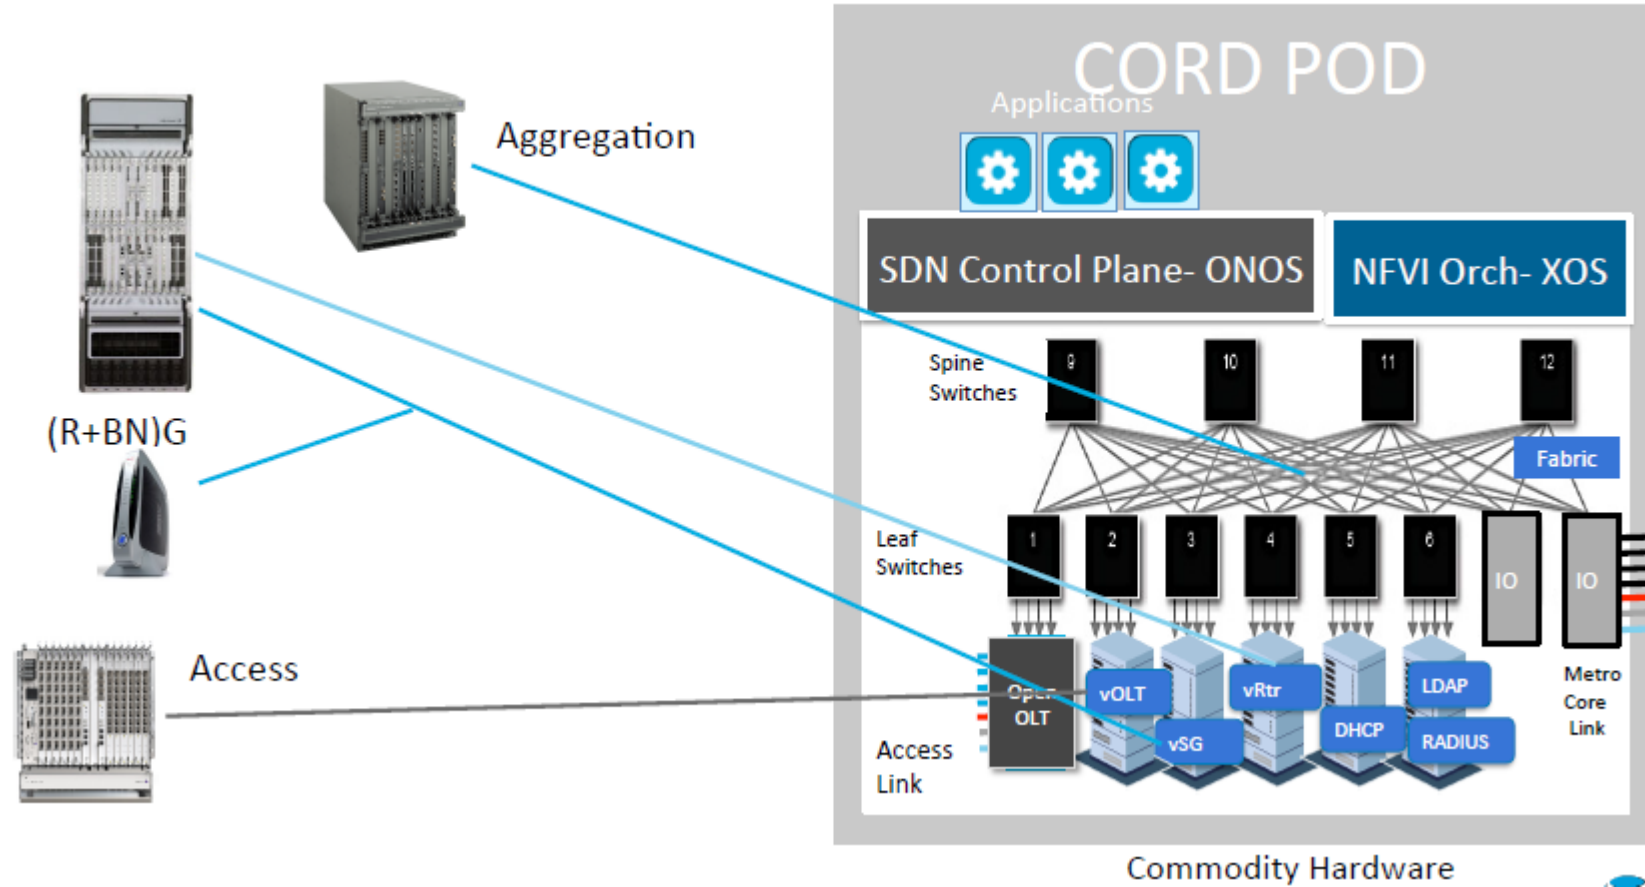 CORD POD
Applications
Aggregation
SDN Control Plane- ONOS
NFVI Orch- XOS
Spine
Switches
9
10
11
12
(R+BN)G
Fabric
Leaf
Switches
1
2
3
4
5
6
IO
IO
Access
Open
OLT
vOLT
vSG
vRtr
DHCP
LDAP
RADIUS
Metro
Core
Link
Access
Link
Commodity Hardware